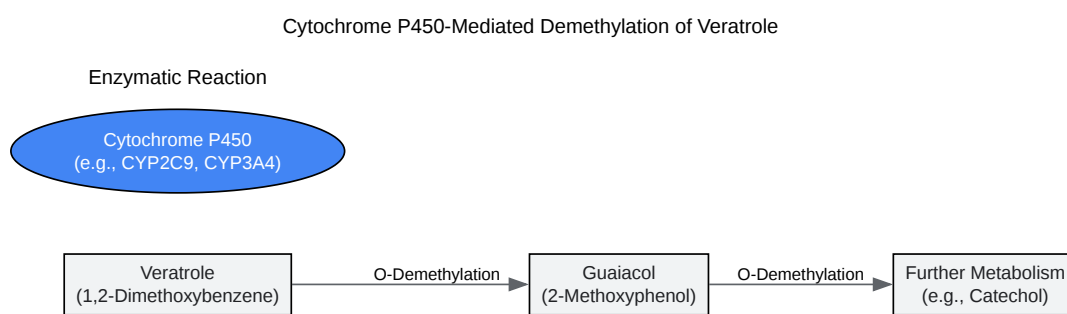 Cytochrome P450-Mediated Demethylation of Veratrole
Enzymatic Reaction
Cytochrome P450
(e.g., CYP2C9, CYP3A4)
Veratrole
(1,2-Dimethoxybenzene)
O-Demethylation
Guaiacol
(2-Methoxyphenol)
O-Demethylation
Further Metabolism
(e.g., Catechol)